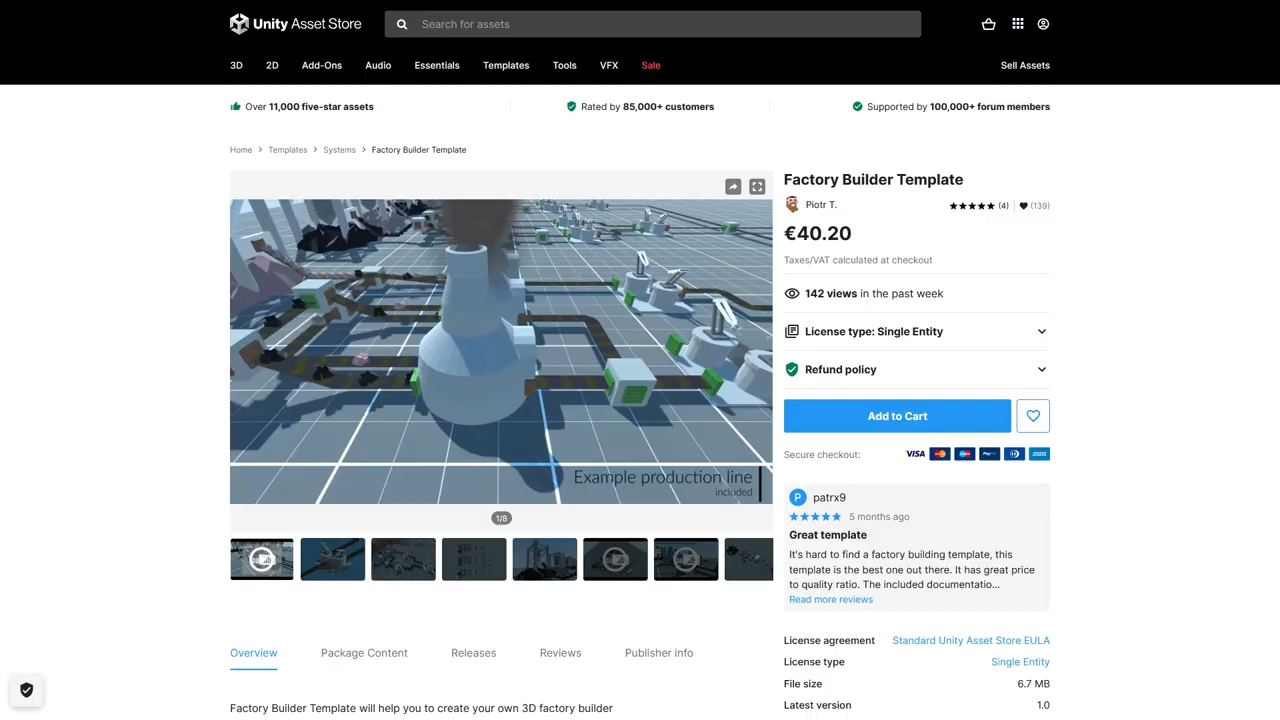 Unity Asset Store
Search for assets
3D 2D Add-Ons Audio Essentials Templates Tools VFX Sale Sell Assets
Over 11,000 five-star assets
Rated by 85,000+ customers
Supported by 100,000+ forum members
Home > Templates > Systems > Factory Builder Template
Example production line
included
1/8
Factory Builder Template
Piotr T.
(4) (139)
€40.20
Taxes/VAT calculated at checkout
142 views in the past week
License type: Single Entity
Refund policy
Add to Cart
Secure checkout: VISA
P patrx9
5 months ago
Great template
It's hard to find a factory building template, this
template is the best one out there. It has great price
to quality ratio. The included documentatio...
Read more reviews
License agreement Standard Unity Asset Store EULA
License type Single Entity
File size 6.7 MB
Latest version 1.0
Overview Package Content Releases Reviews Publisher info
Factory Builder Template will help you to create your own 3D factory builder